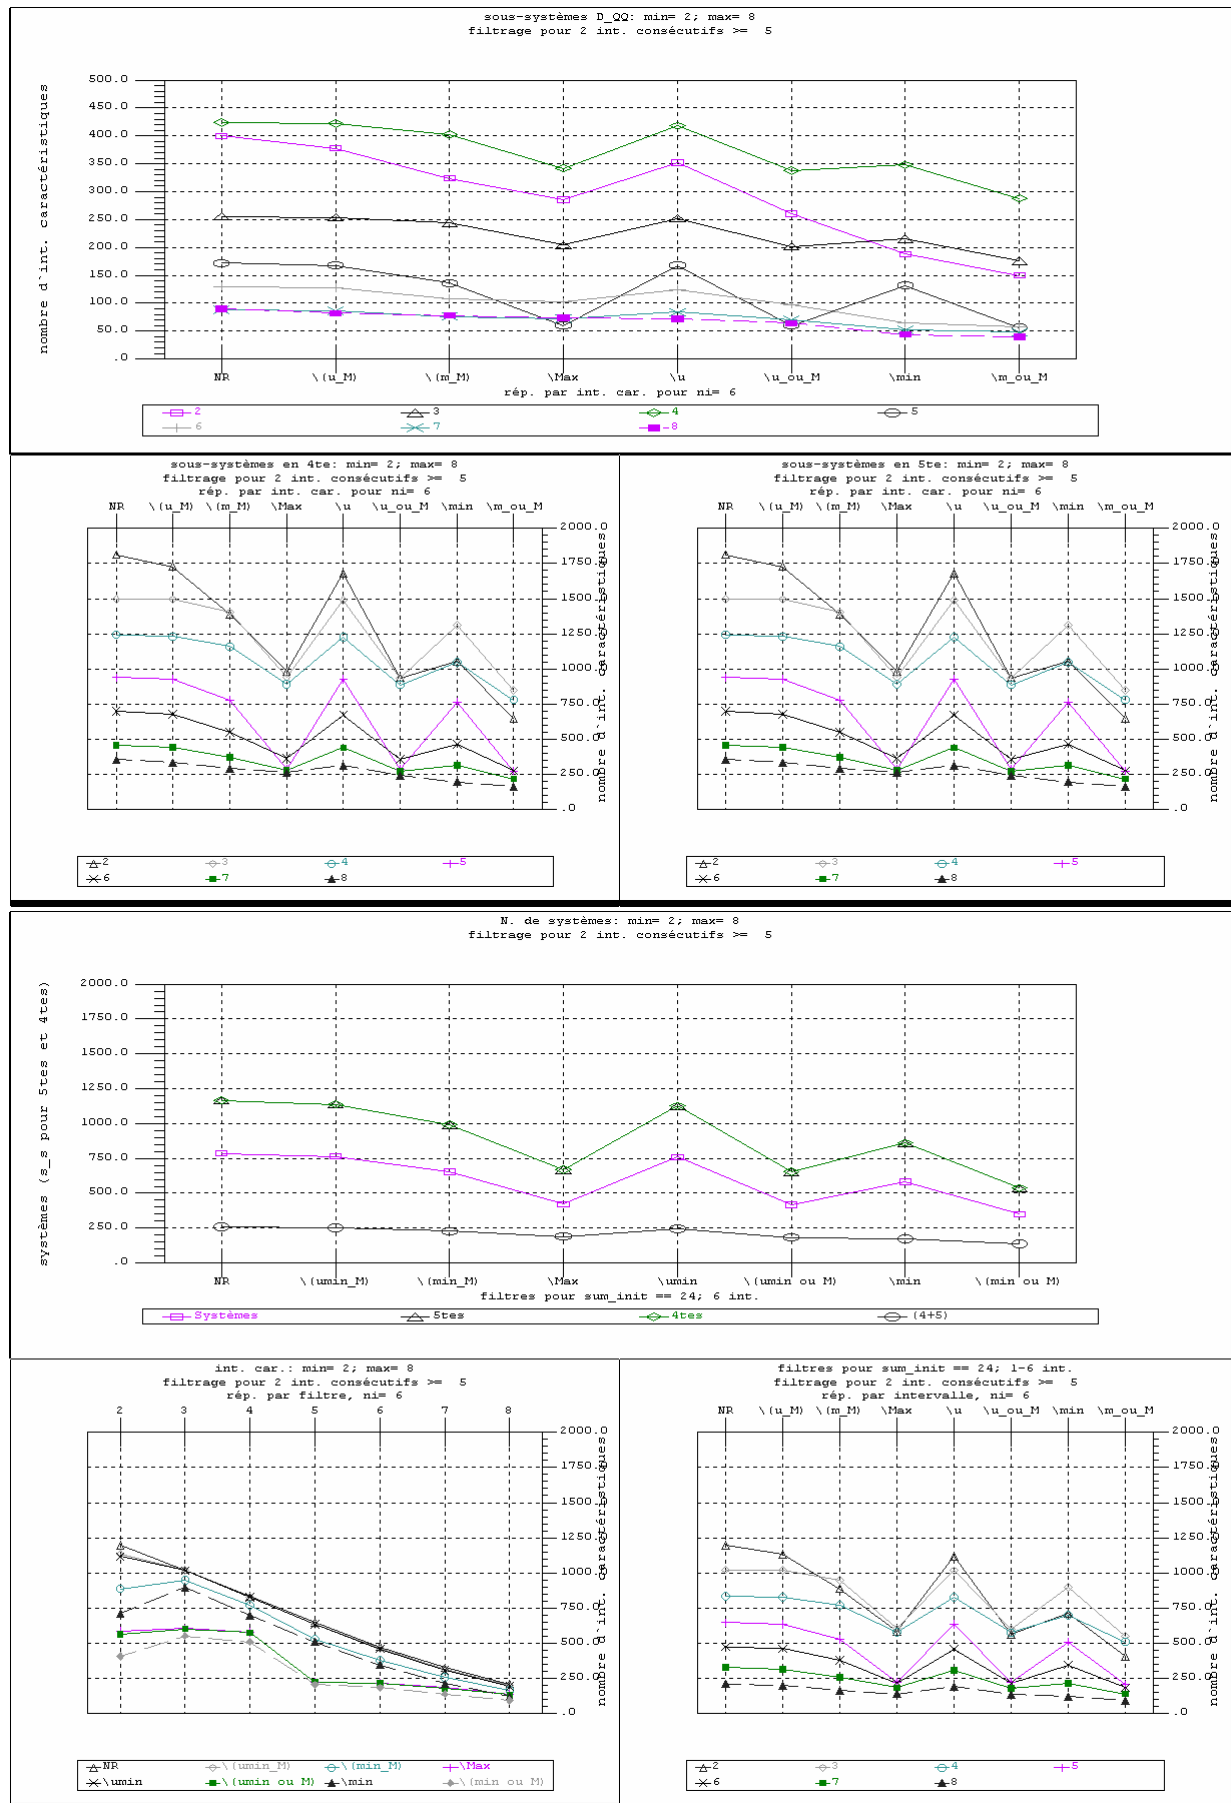 sous-systèmes D_QQ: min= 2; max= 8
filtrage pour 2 int. consécutifs >= 5
nombre d`int. caractéristiques
500.0
450.0
400.0
350.0
300.0
250.0
200.0
150.0
100.0
50.0
.0
NR \(u_M) \(m_M) \Max \u \u_ou_M \min \m_ou_M
rép. par int. car. pour ni= 6
2 3 4 5
6 7 8
sous-systèmes en 4te: min= 2; max= 8
filtrage pour 2 int. consécutifs >= 5
rép. par int. car. pour ni= 6
NR \(u_M) \(m_M) \Max \u \u_ou_M \min \m_ou_M
2000.0
1750.0
1500.0
1250.0
1000.0
750.0
500.0
250.0
.0
nombre d`int. caractéristiques
2 3 4 5
6 7 8
sous-systèmes en 5te: min= 2; max= 8
filtrage pour 2 int. consécutifs >= 5
rép. par int. car. pour ni= 6
NR \(u_M) \(m_M) \Max \u \u_ou_M \min \m_ou_M
2000.0
1750.0
1500.0
1250.0
1000.0
750.0
500.0
250.0
.0
nombre d`int. caractéristiques
2 3 4 5
6 7 8
N. de systèmes: min= 2; max= 8
filtrage pour 2 int. consécutifs >= 5
systèmes (s_s pour 5tes et 4tes)
2000.0
1750.0
1500.0
1250.0
1000.0
750.0
500.0
250.0
.0
NR \(umin_M) \(min_M) \Max \umin \(umin ou M) \min \(min ou M)
filtres pour sum_init == 24; 6 int.
Systèmes 5tes 4tes (4+5)
int. car.: min= 2; max= 8
filtrage pour 2 int. consécutifs >= 5
rép. par filtre, ni= 6
2 3 4 5 6 7 8
2000.0
1750.0
1500.0
1250.0
1000.0
750.0
500.0
250.0
.0
nombre d`int. caractéristiques
NR \(umin_M) \(min_M) \Max
\umin \(umin ou M) \min \(min ou M)
filtres pour sum_init == 24; 1-6 int.
filtrage pour 2 int. consécutifs >= 5
rép. par intervalle, ni= 6
NR \(u_M) \(m_M) \Max \u \u_ou_M \min \m_ou_M
2000.0
1750.0
1500.0
1250.0
1000.0
750.0
500.0
250.0
.0
nombre d`int. caractéristiques
2 3 4 5
6 7 8